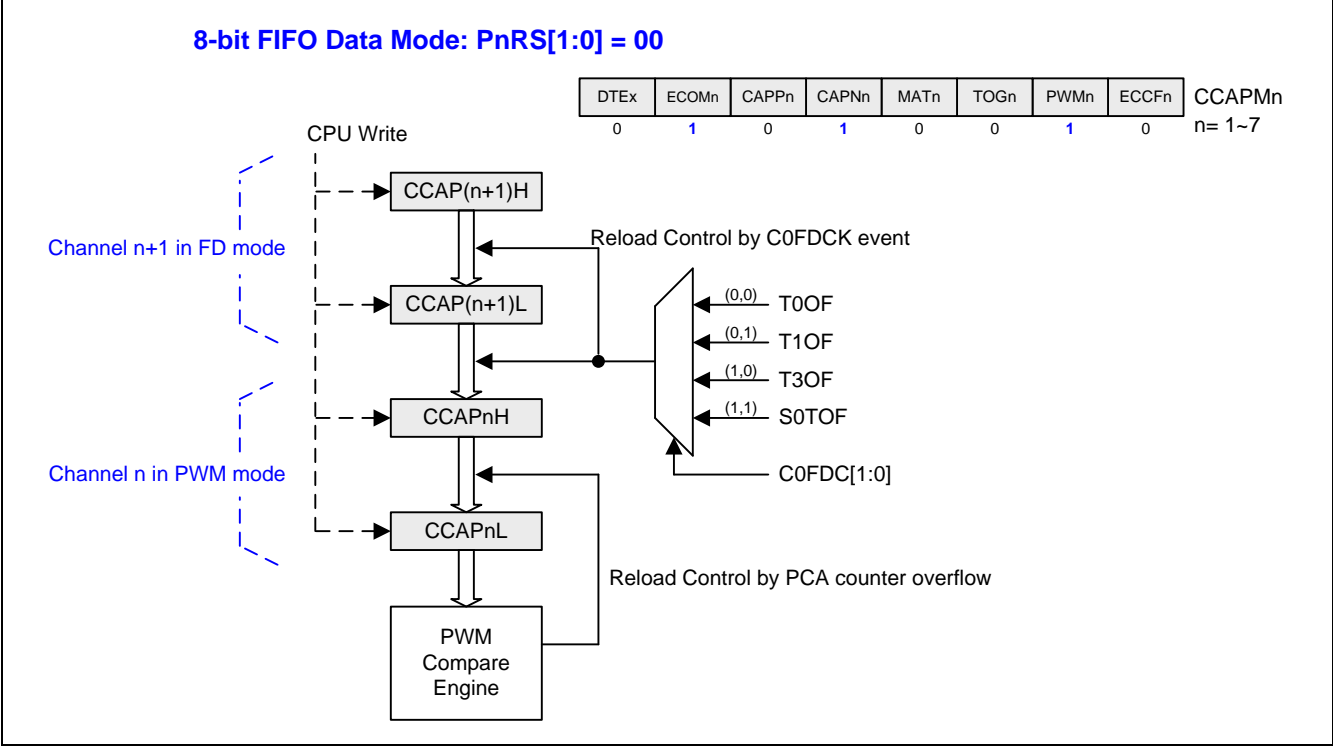 8-bit FIFO Data Mode: PnRS[1:0] = 00
DTEx ECOMn CAPPn CAPNn MATn TOGn PWMn ECCFn CCAPMn
0 1 0 1 0 0 1 0 n= 1~7
CPU Write
CCAP(n+1)H
Channel n+1 in FD mode
Reload Control by C0FDCK event
CCAP(n+1)L
(0,0) T0OF
(0,1) T1OF
(1,0) T3OF
(1,1) S0TOF
CCAPnH
Channel n in PWM mode
C0FDC[1:0]
CCAPnL
Reload Control by PCA counter overflow
PWM
Compare
Engine